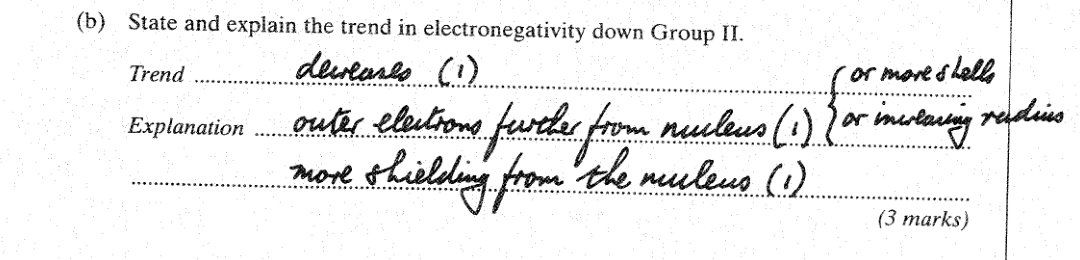 (b) State and explain the trend in electronegativity down Group II.
Trend decreases (1)
Explanation outer electrons further from nucleus (1) { or more shells
or increasing radius
more shielding from the nucleus (1)
(3 marks)